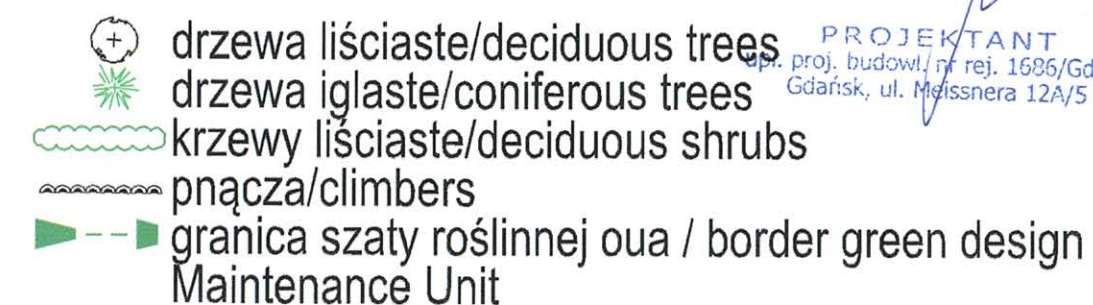 drzewa liściaste/deciduous trees
PROJEKTANT
upr. proj. budowl. nr rej. 1686/Gd
Gdańsk, ul. Meissnera 12A/5
drzewa iglaste/coniferous trees
krzewy liściaste/deciduous shrubs
pnącza/climbers
granica szaty roślinnej oua / border green design
Maintenance Unit